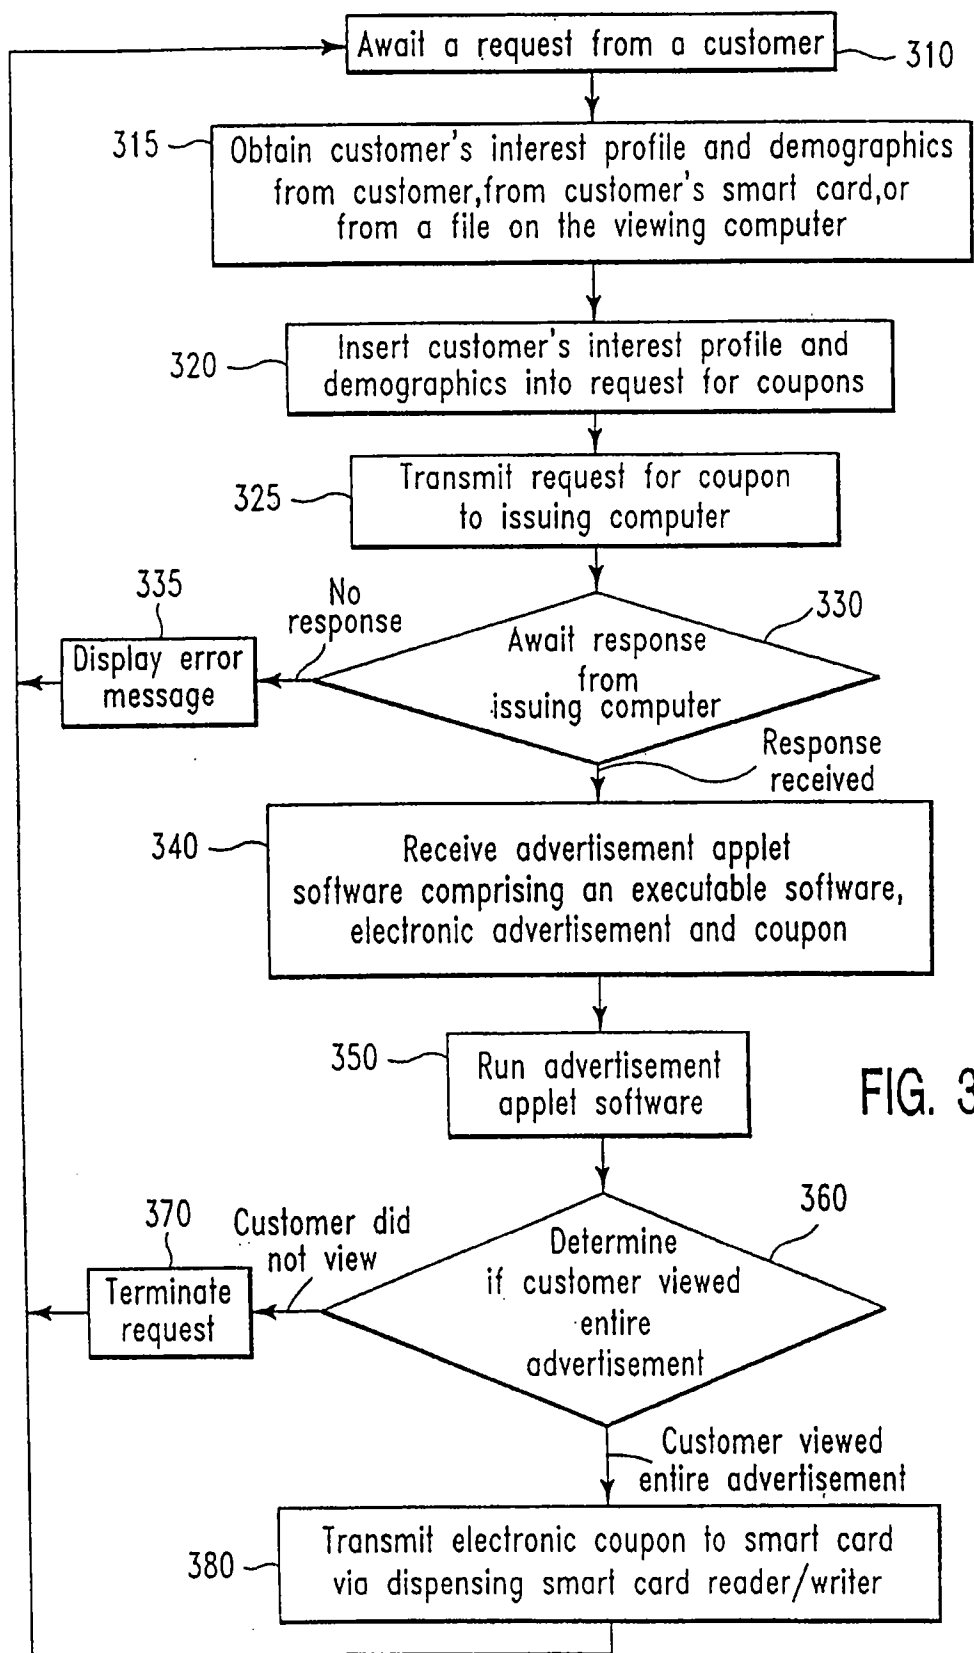 Await a request from a customer
310
315
Obtain customer's interest profile and demographics
from customer,from customer's smart card,or
from a file on the viewing computer
320
Insert customer's interest profile and
demographics into request for coupons
325
Transmit request for coupon
to issuing computer
335
No
response
330
Display error
message
Await response
from
issuing computer
Response
received
340
Receive advertisement applet
software comprising an executable software,
electronic advertisement and coupon
350
Run advertisement
applet software
FIG. 3
370
Customer did
not view
360
Terminate
request
Determine
if customer viewed
entire
advertisement
Customer viewed
entire advertisement
380
Transmit electronic coupon to smart card
via dispensing smart card reader/writer